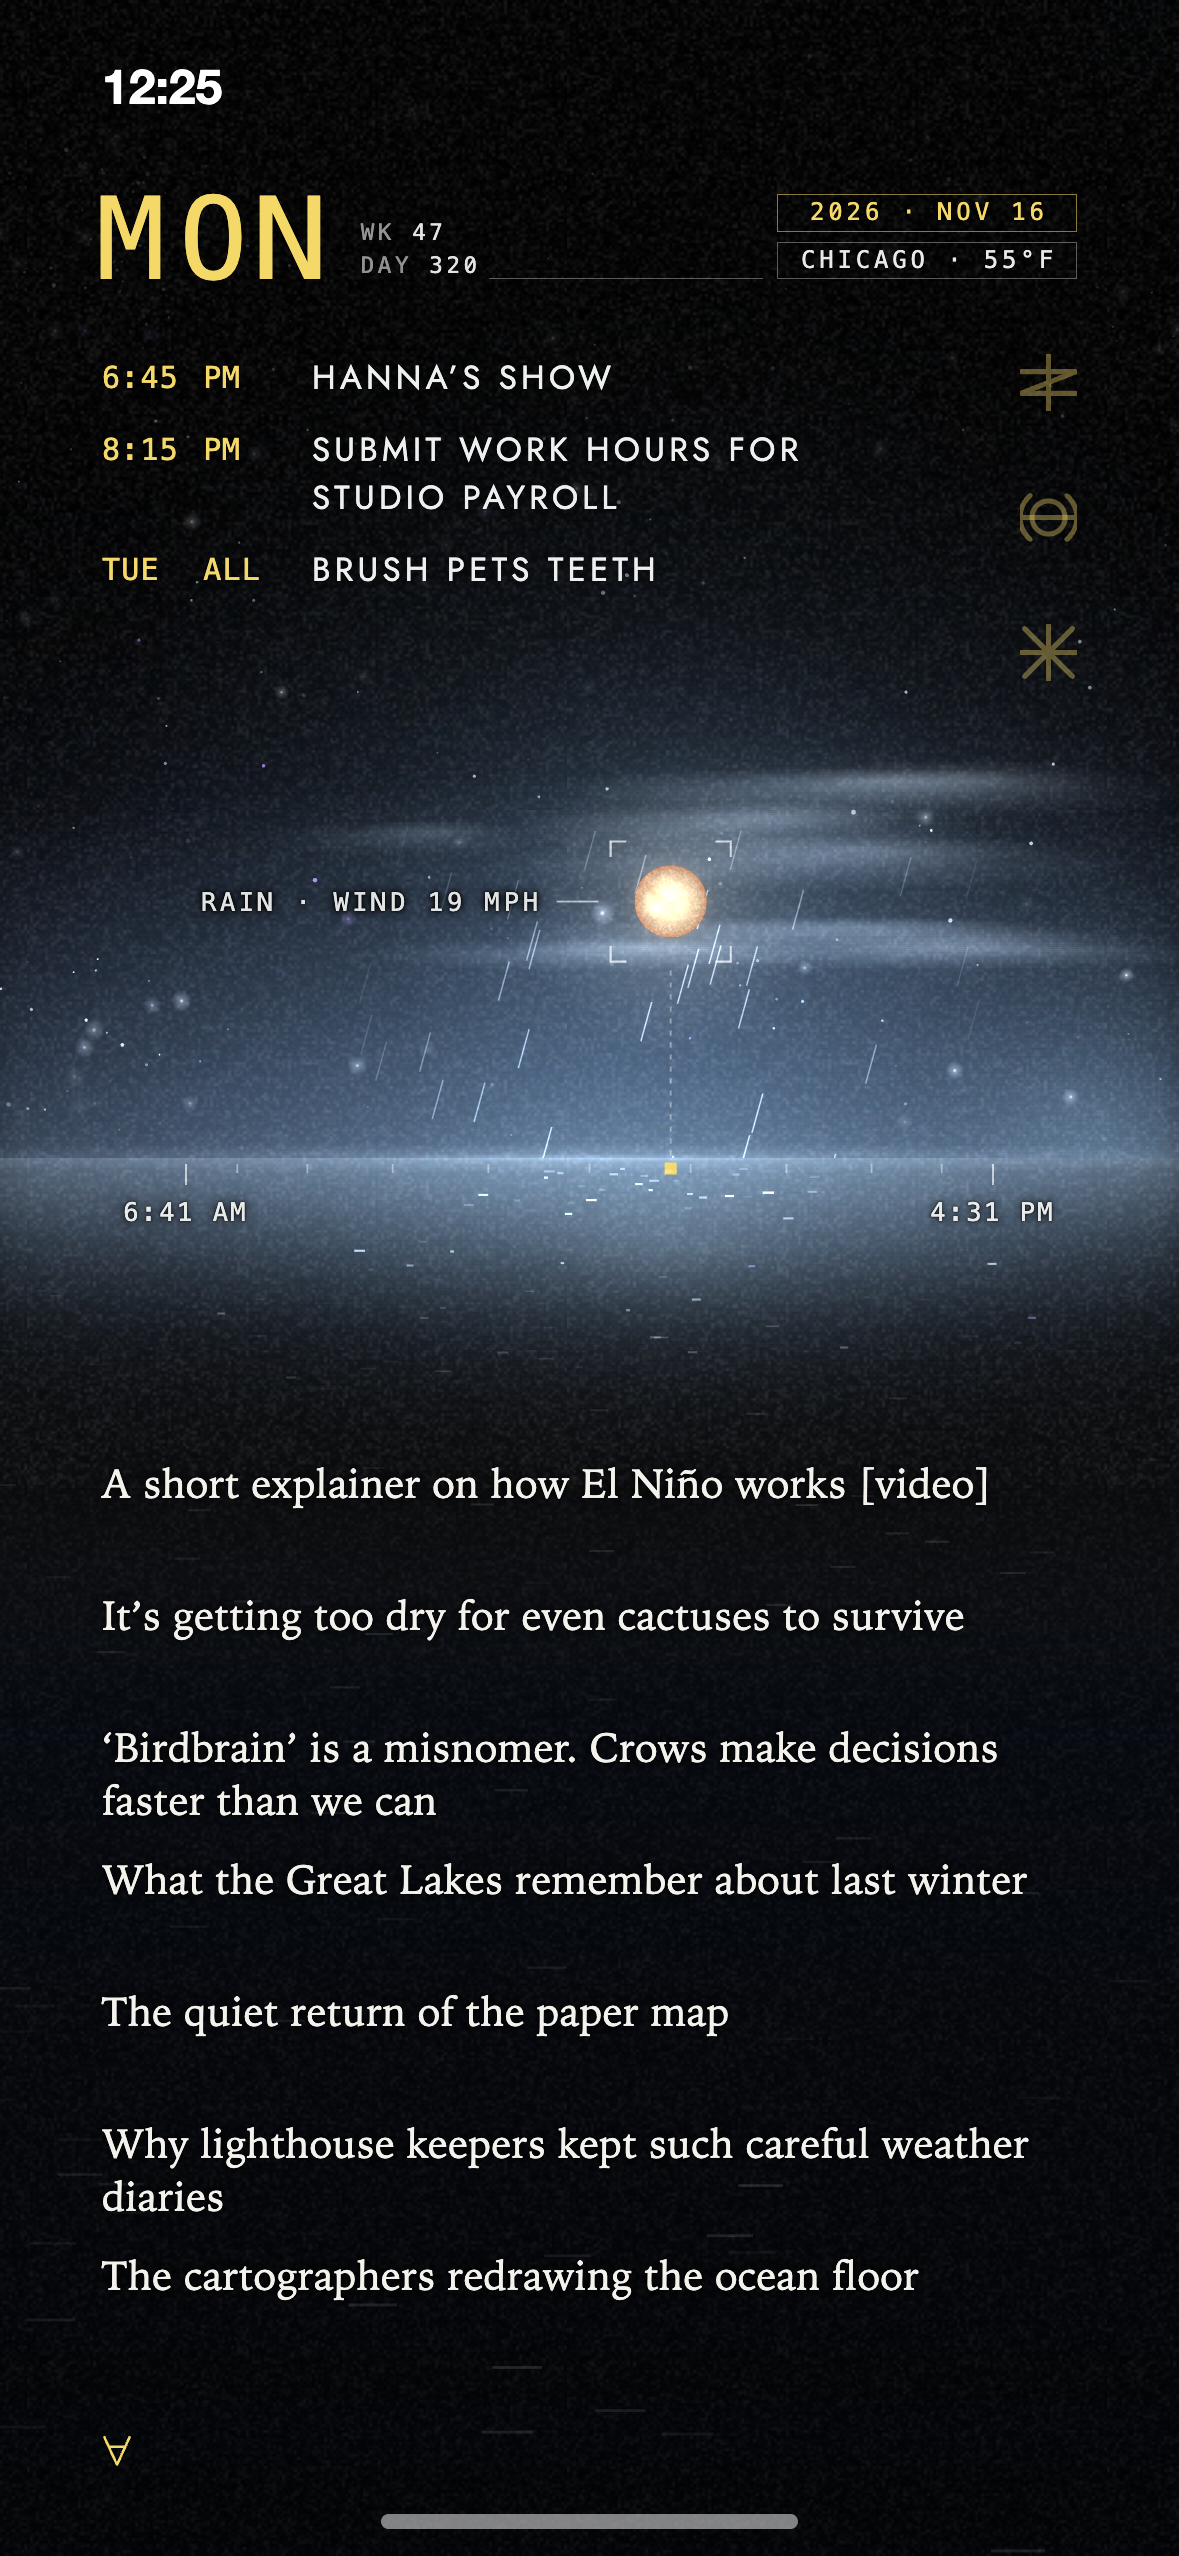 12:25
MON
WK 47
DAY 320
2026 · NOV 16
CHICAGO · 55°F
6:45 PM HANNA’S SHOW
8:15 PM SUBMIT WORK HOURS FOR
STUDIO PAYROLL
TUE ALL BRUSH PETS TEETH
RAIN · WIND 19 MPH
6:41 AM
4:31 PM
A short explainer on how El Niño works [video]
It’s getting too dry for even cactuses to survive
‘Birdbrain’ is a misnomer. Crows make decisions
faster than we can
What the Great Lakes remember about last winter
The quiet return of the paper map
Why lighthouse keepers kept such careful weather
diaries
The cartographers redrawing the ocean floor